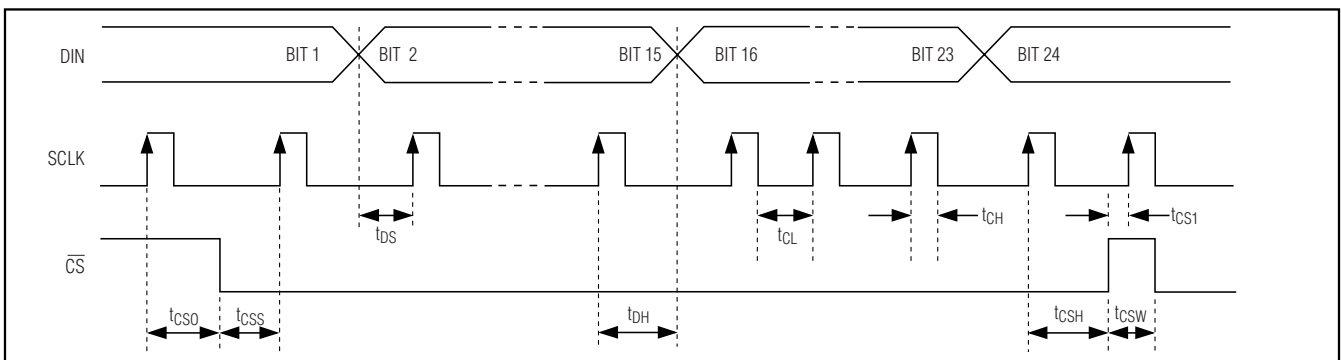 DIN
BIT 1
BIT 2
BIT 15
BIT 16
BIT 23
BIT 24
SCLK
tDS
tCL
tCH
tCS1
CS
tCSO
tCSS
tDH
tCSH
tCSW